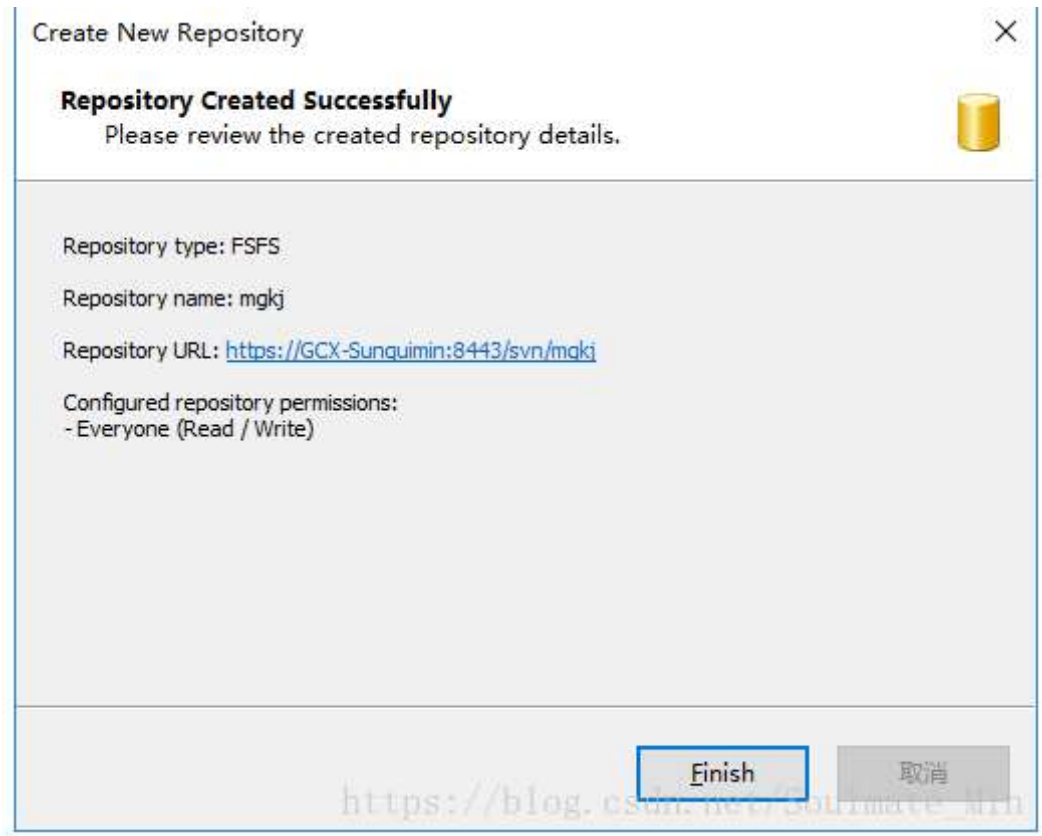 Create New Repository
Repository Created Successfully
Please review the created repository details.
Repository type: FSFS
Repository name: mgkj
Repository URL: https://GCX-Sunguimin:8443/svn/mgkj
Configured repository permissions:
- Everyone (Read / Write)
Finish
取消
https://blog.csdn.net/Soulmate_Min